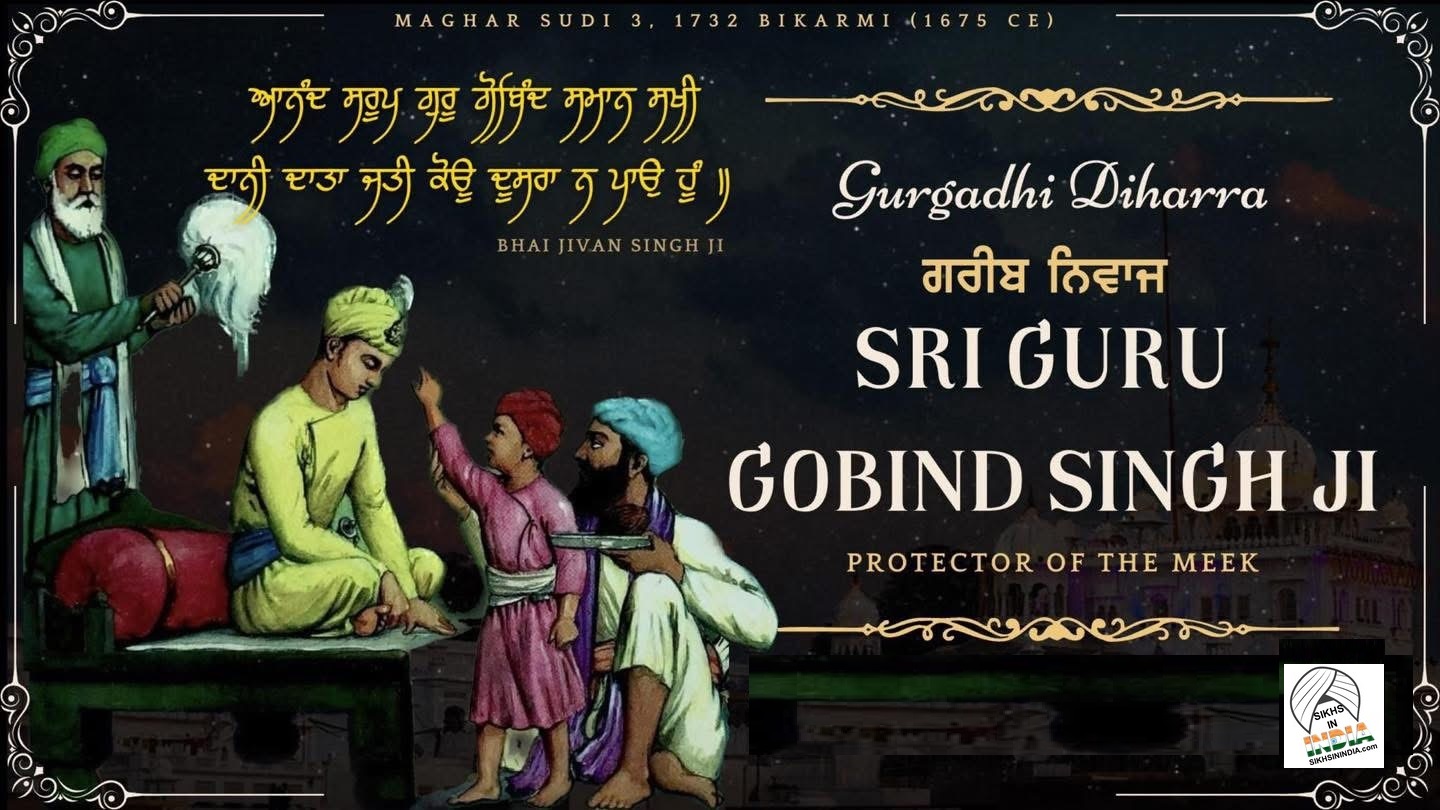 MAGHAR SUDI 3, 1732 BIKARMI (1675 CE)
ਆਨੰਦ ਸਰੂਪ ਗੁਰੂ ਗੋਬਿੰਦ ਸਮਾਨ ਸਖੀ
ਦਾਨੀ ਦਾਤਾ ਜਤੀ ਕੋਉ ਦੂਸਰਾ ਨ ਪਾਉ ਹੂੰ ॥
BHAI JIVAN SINGH JI
Gurgadhi Diharra
ਗਰੀਬ ਨਿਵਾਜ
SRI GURU
GOBIND SINGH JI
PROTECTOR OF THE MEEK
SIKHS
IN
INDIA
SIKHSININDIA.com